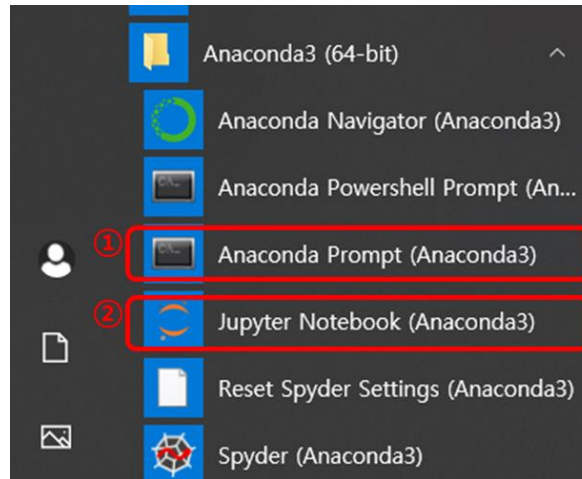 Anaconda3 (64-bit)
Anaconda Navigator (Anaconda3)
Anaconda Powershell Prompt (An...
① Anaconda Prompt (Anaconda3)
② Jupyter Notebook (Anaconda3)
Reset Spyder Settings (Anaconda3)
Spyder (Anaconda3)